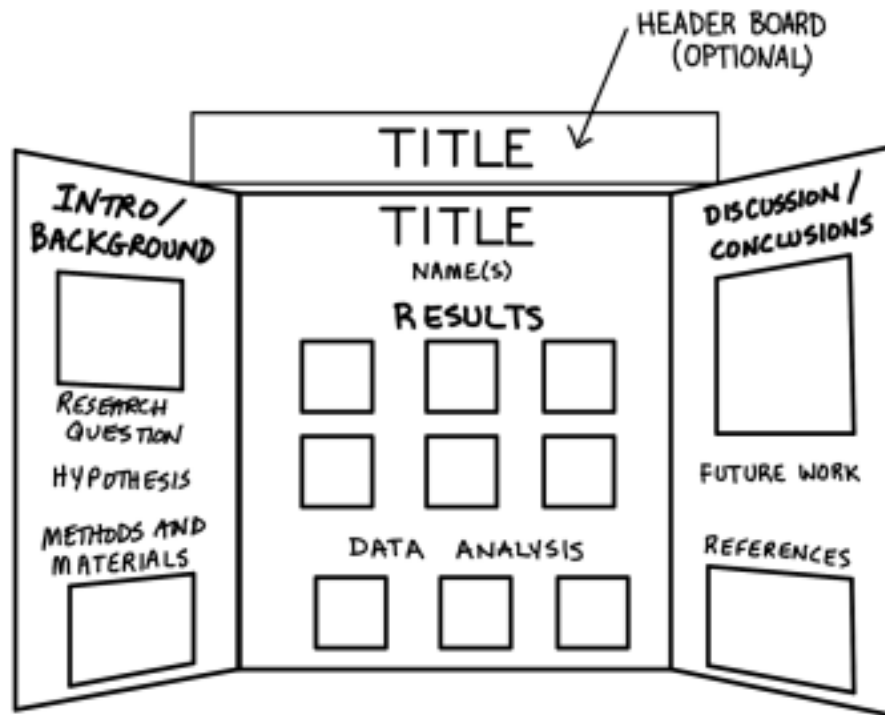 HEADER BOARD
(OPTIONAL)
TITLE
INTRO/
BACKGROUND
RESEARCH
QUESTION
HYPOTHESIS
METHODS AND
MATERIALS
TITLE
NAME(S)
RESULTS
DATA ANALYSIS
DISCUSSION/
CONCLUSIONS
FUTURE WORK
REFERENCES